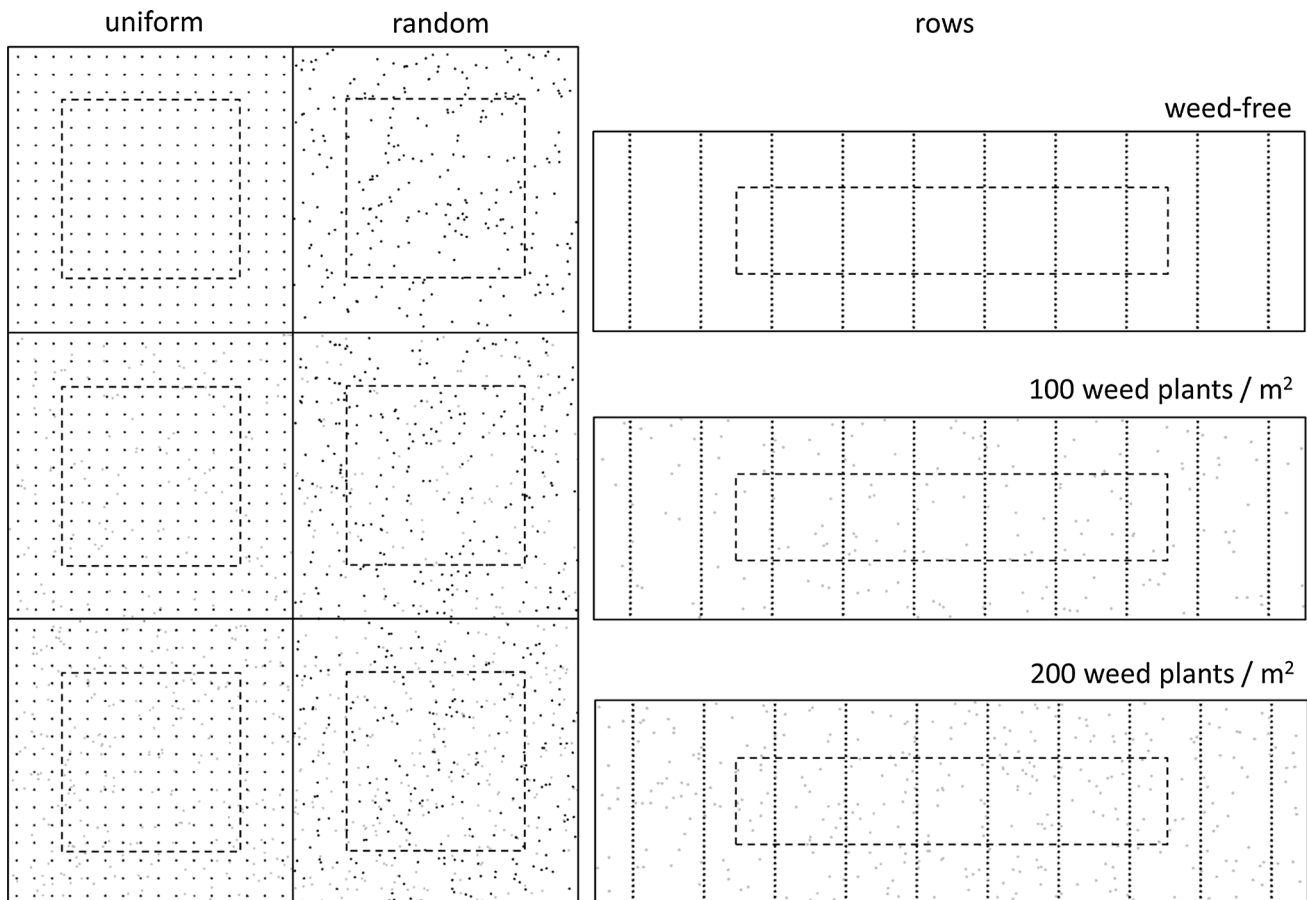 uniform
random
rows
weed-free
100 weed plants / m²
200 weed plants / m²